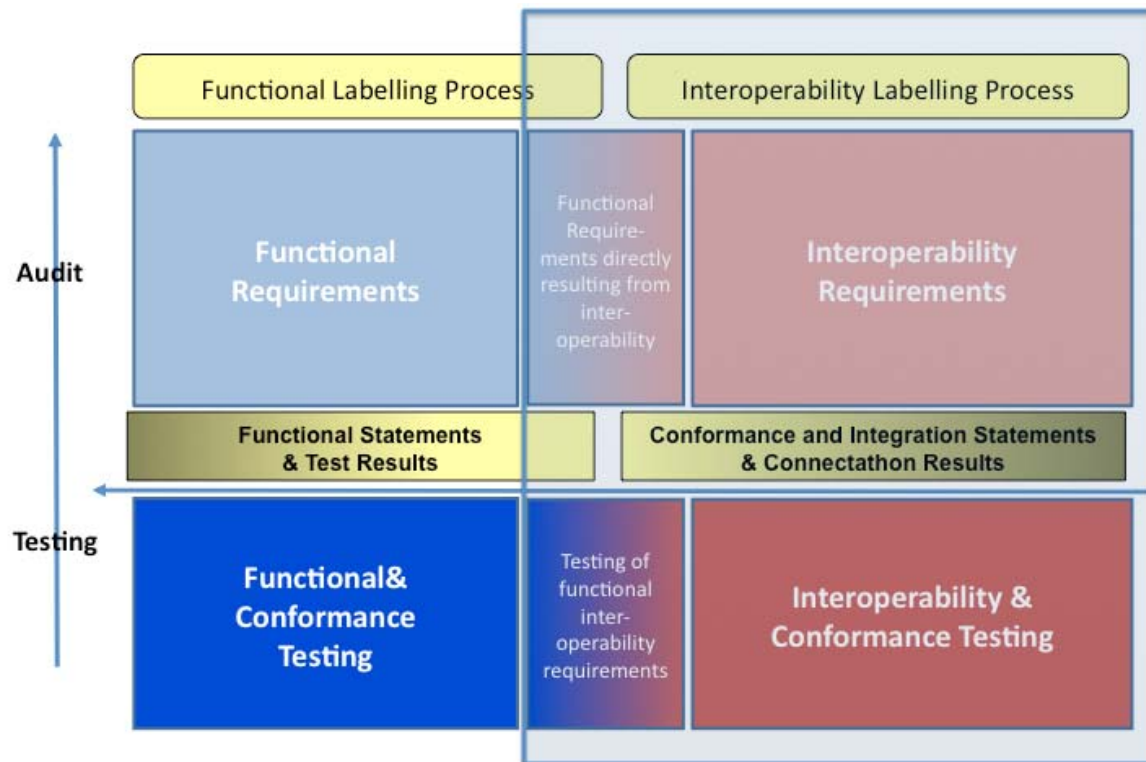 Functional Labelling Process
Interoperability Labelling Process
Audit
Functional
Requirements
Functional
Require-
ments directly
resulting from
inter-
operability
Interoperability
Requirements
Functional Statements
& Test Results
Conformance and Integration Statements
& Connectathon Results
Testing
Functional&
Conformance
Testing
Testing of
functional
inter-
operability
requirements
Interoperability &
Conformance Testing